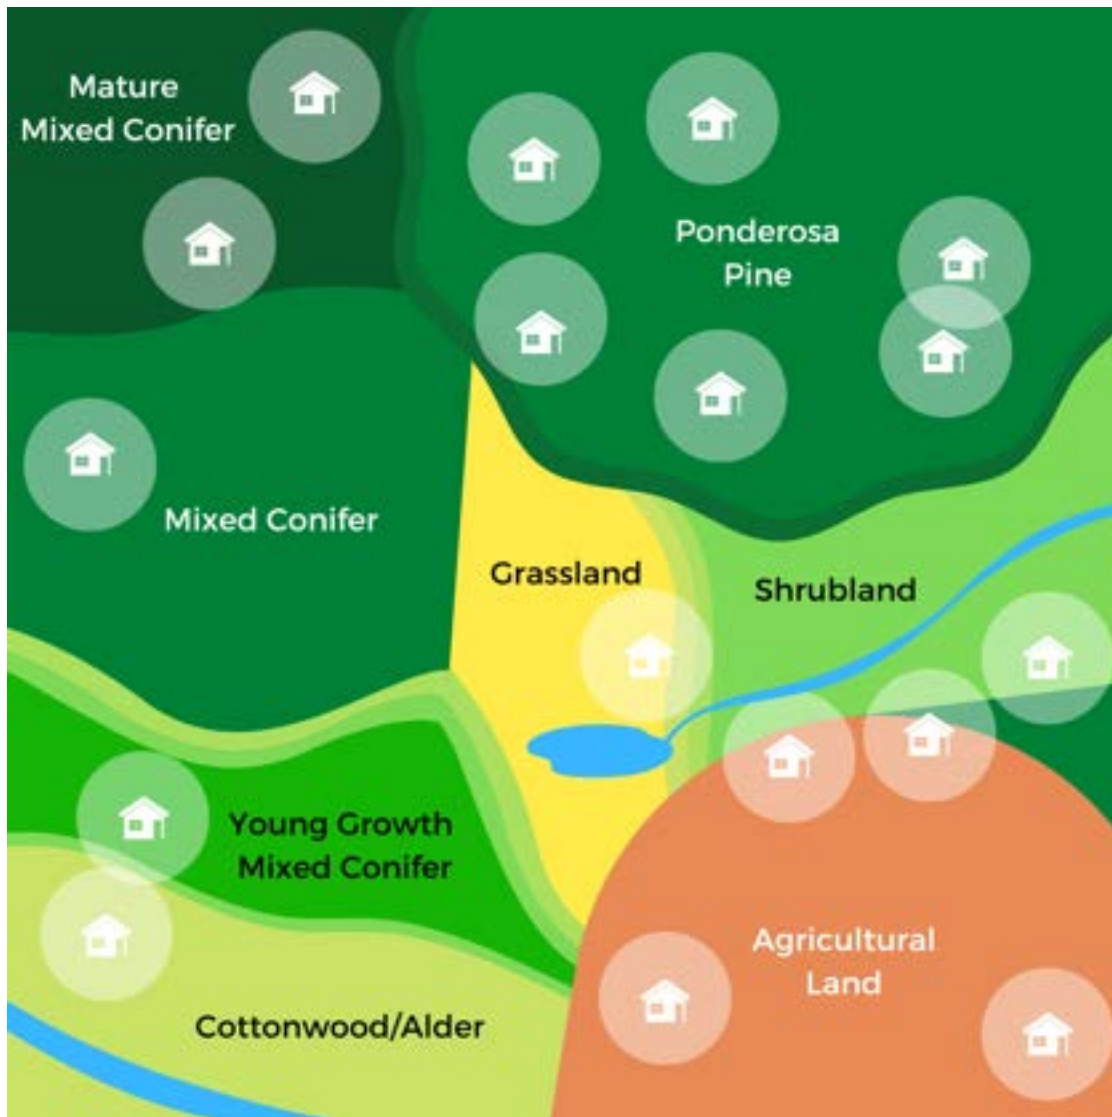 Mature
Mixed Conifer
Ponderosa
Pine
Mixed Conifer
Grassland
Shrubland
Young Growth
Mixed Conifer
Agricultural
Land
Cottonwood/Alder